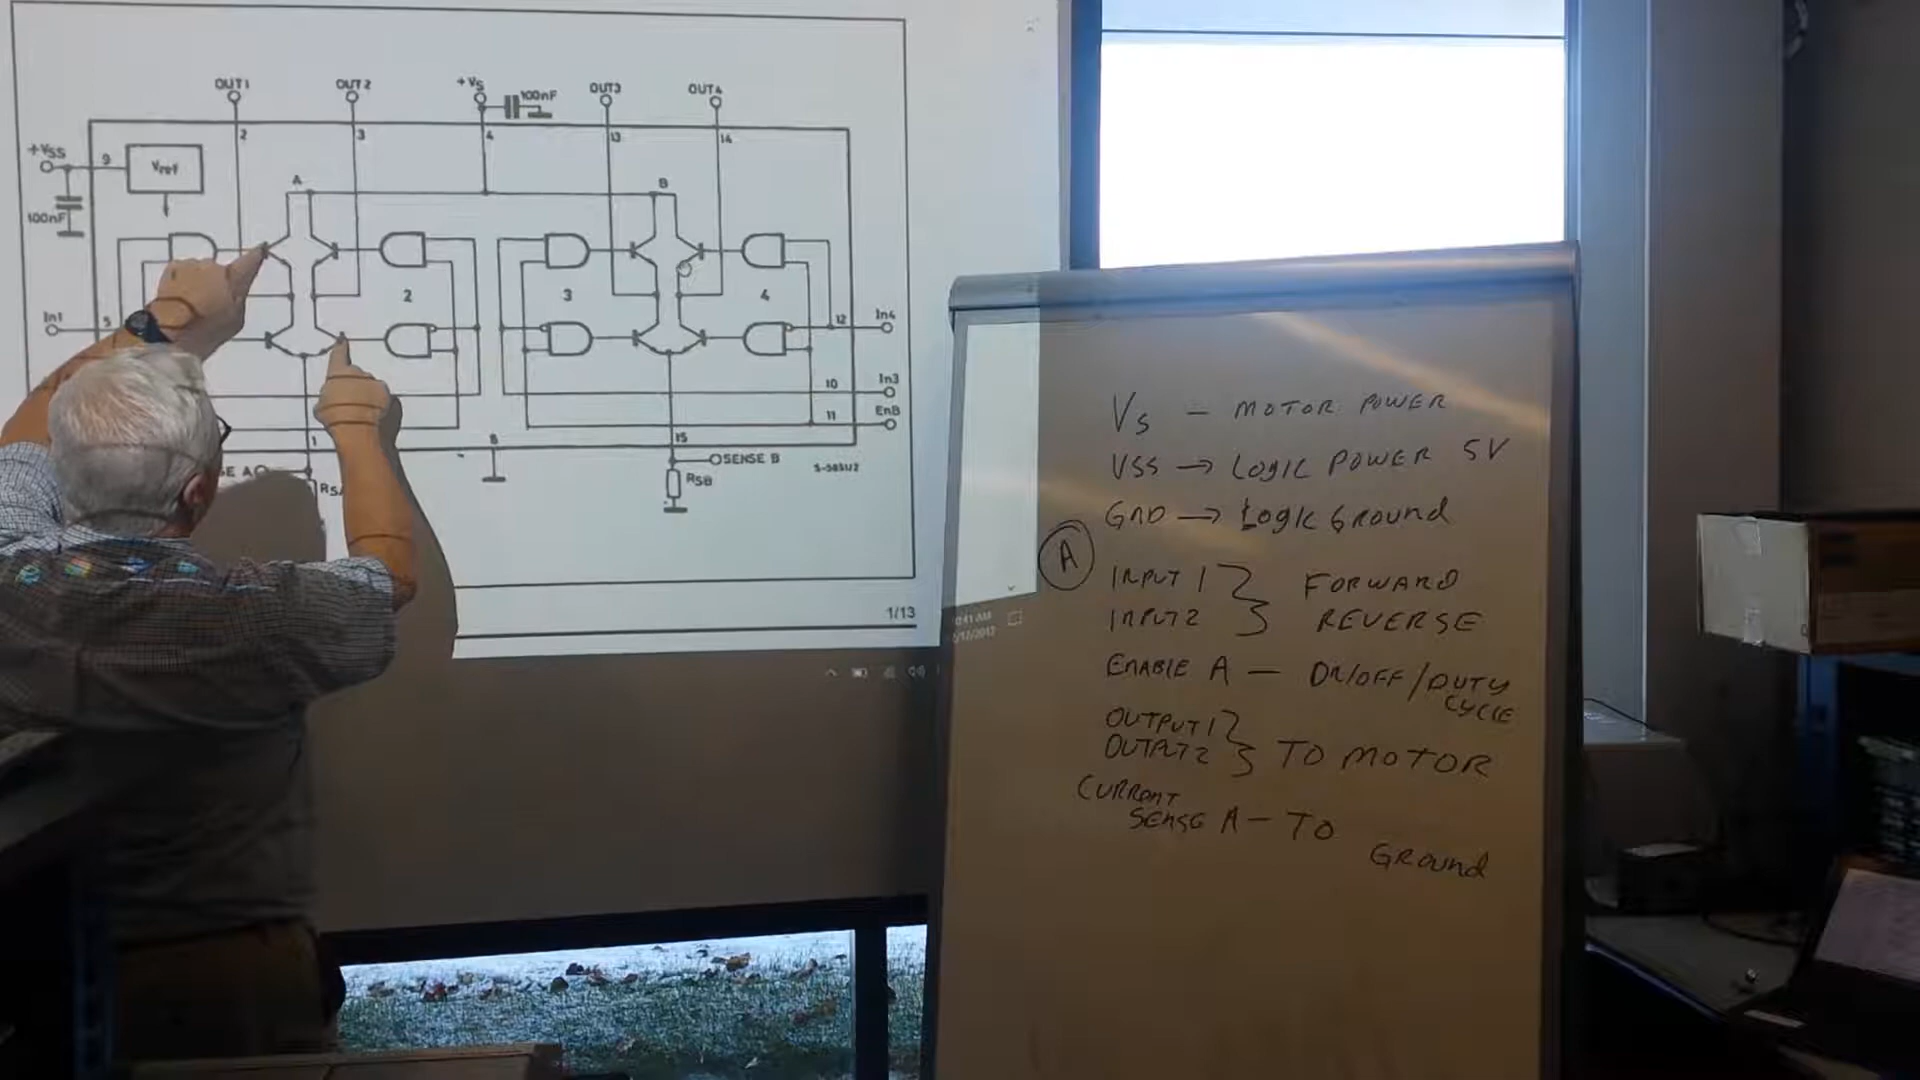 OUT1
OUT2
+Vs
100nF
OUT3
OUT4
2
3
4
13
14
+VSS
9
Vref
A
B
100nF
2
3
4
In1
5
12
In4
10
In3
11
EnB
1
8
15
SENSE B
S-5851/2
E A
RS
RSB
1/13
Vs – MOTOR POWER
VSS → LOGIC POWER 5V
GND → LOGIC GROUND
A
INPUT 1 } FORWARD
INPUT 2 } REVERSE
ENABLE A – ON/OFF/DUTY
CYCLE
OUTPUT 1 }
OUTPUT 2 } TO MOTOR
CURRENT
SENSE A – TO
GROUND